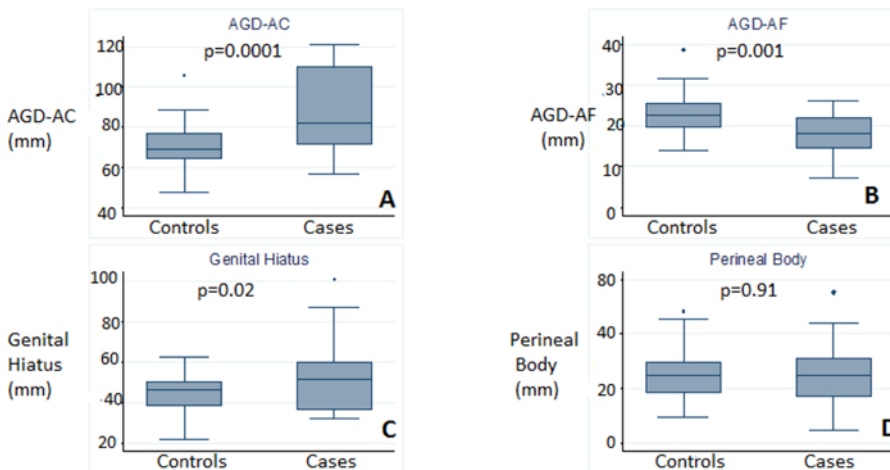 AGD-AC
p=0.0001
120
100
80
60
40
AGD-AC
(mm)
A
Controls Cases
AGD-AF
p=0.001
40
30
20
10
0
AGD-AF
(mm)
B
Controls Cases
Genital Hiatus
p=0.02
100
80
60
40
20
Genital
Hiatus
(mm)
C
Controls Cases
Perineal Body
p=0.91
80
40
20
0
Perineal
Body
(mm)
D
Controls Cases